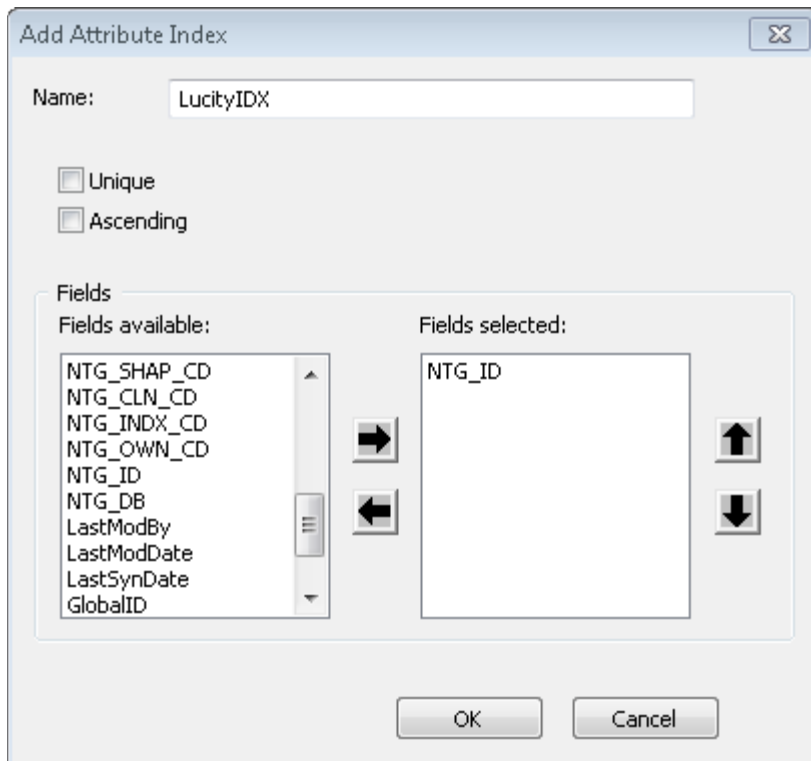 Add Attribute Index
Name: LucityIDX
Unique
Ascending
Fields
Fields available: Fields selected:
NTG_SHAP_CD NTG_ID
NTG_CLN_CD
NTG_INDX_CD
NTG_OWN_CD
NTG_ID
NTG_DB
LastModBy
LastModDate
LastSynDate
GlobalID
OK Cancel